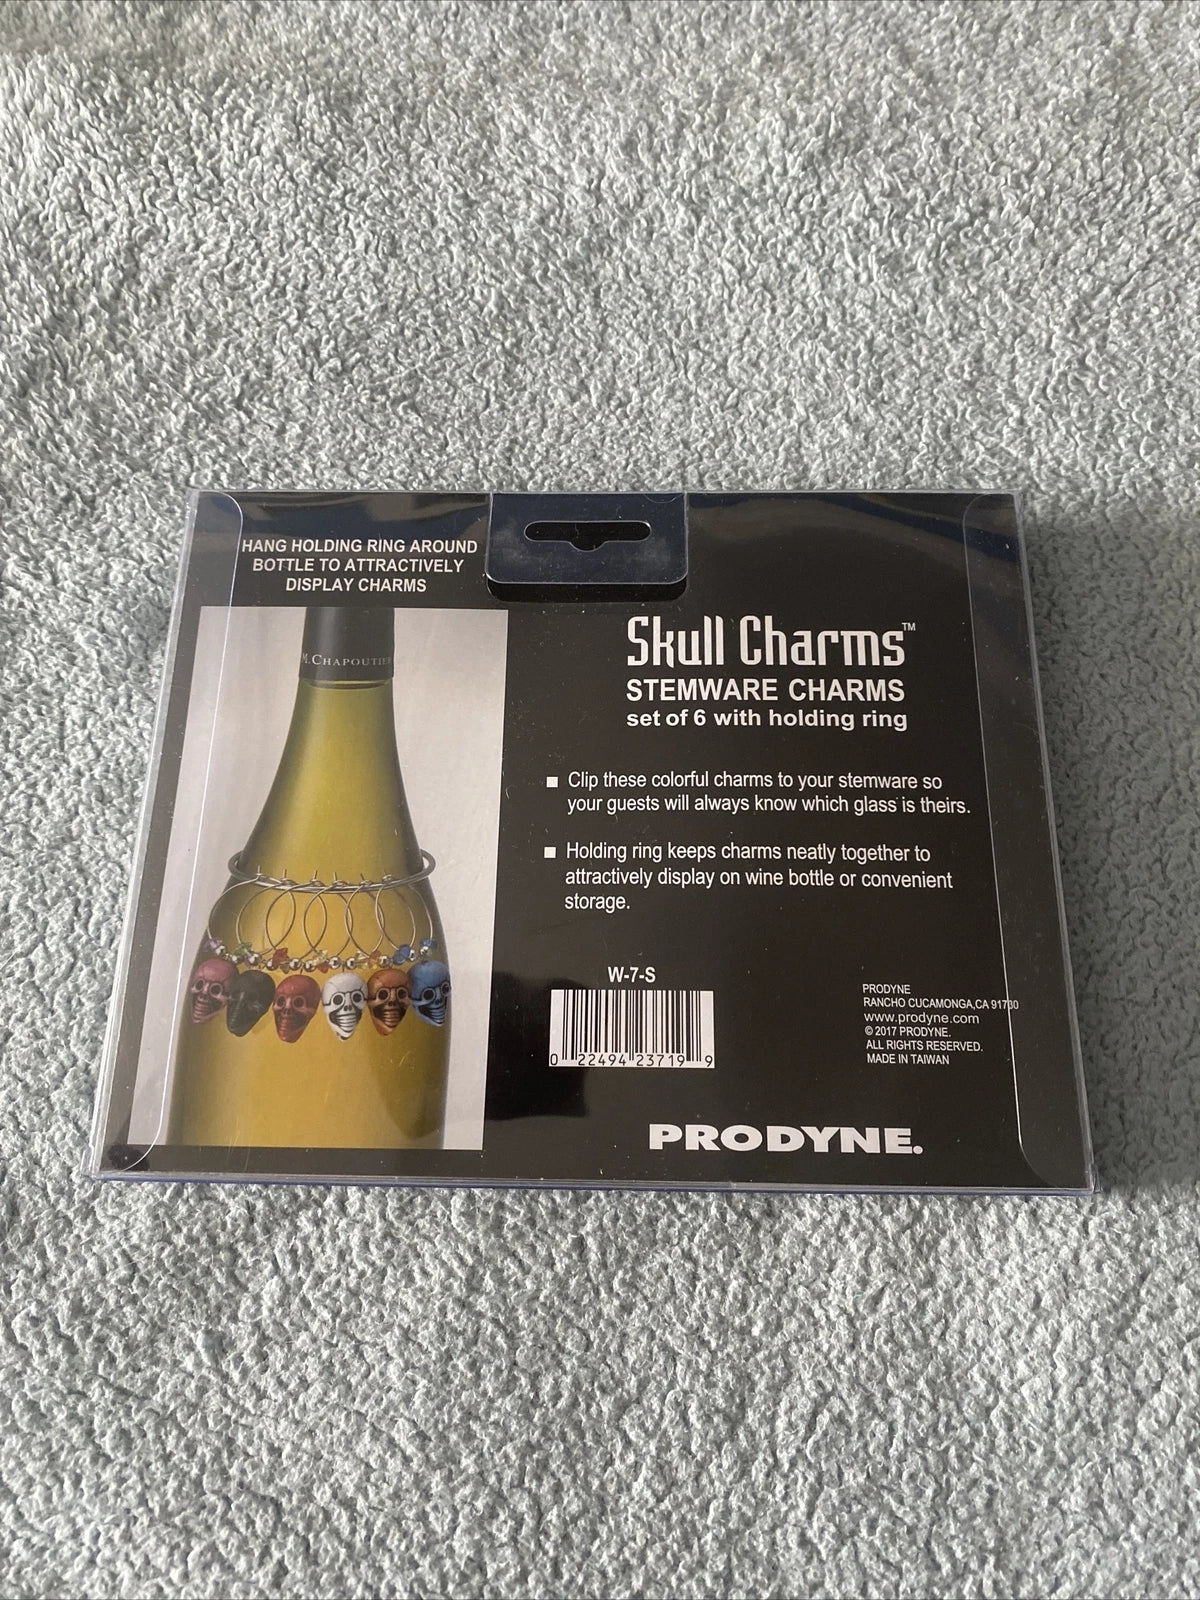 HANG HOLDING RING AROUND
BOTTLE TO ATTRACTIVELY
DISPLAY CHARMS
M.CHAPOUTIER
Skull Charms™
STEMWARE CHARMS
set of 6 with holding ring
■ Clip these colorful charms to your stemware so
your guests will always know which glass is theirs.
■ Holding ring keeps charms neatly together to
attractively display on wine bottle or convenient
storage.
W-7-S
0 22494 23719 9
PRODYNE
RANCHO CUCAMONGA,CA 91730
www.prodyne.com
© 2017 PRODYNE.
ALL RIGHTS RESERVED.
MADE IN TAIWAN
PRODYNE.